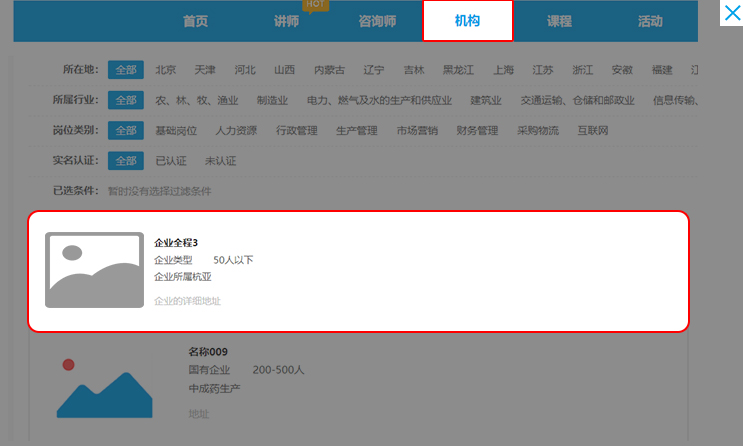 HOT
首页 讲师 咨询师 机构 课程 活动
所在地： 全部 北京 天津 河北 山西 内蒙古 辽宁 吉林 黑龙江 上海 江苏 浙江 安徽 福建
所属行业： 全部 农、林、牧、渔业 制造业 电力、燃气及水的生产和供应业 建筑业 交通运输、仓储和邮政业 信息传输、
岗位类别： 全部 基础岗位 人力资源 行政管理 生产管理 市场营销 财务管理 采购物流 互联网
实名认证： 全部 已认证 未认证
已选条件： 暂时没有选择过滤条件
企业全程3
企业类型 50人以下
企业所属杭亚
企业的详细地址
名称009
国有企业 200-500人
中成药生产
地址